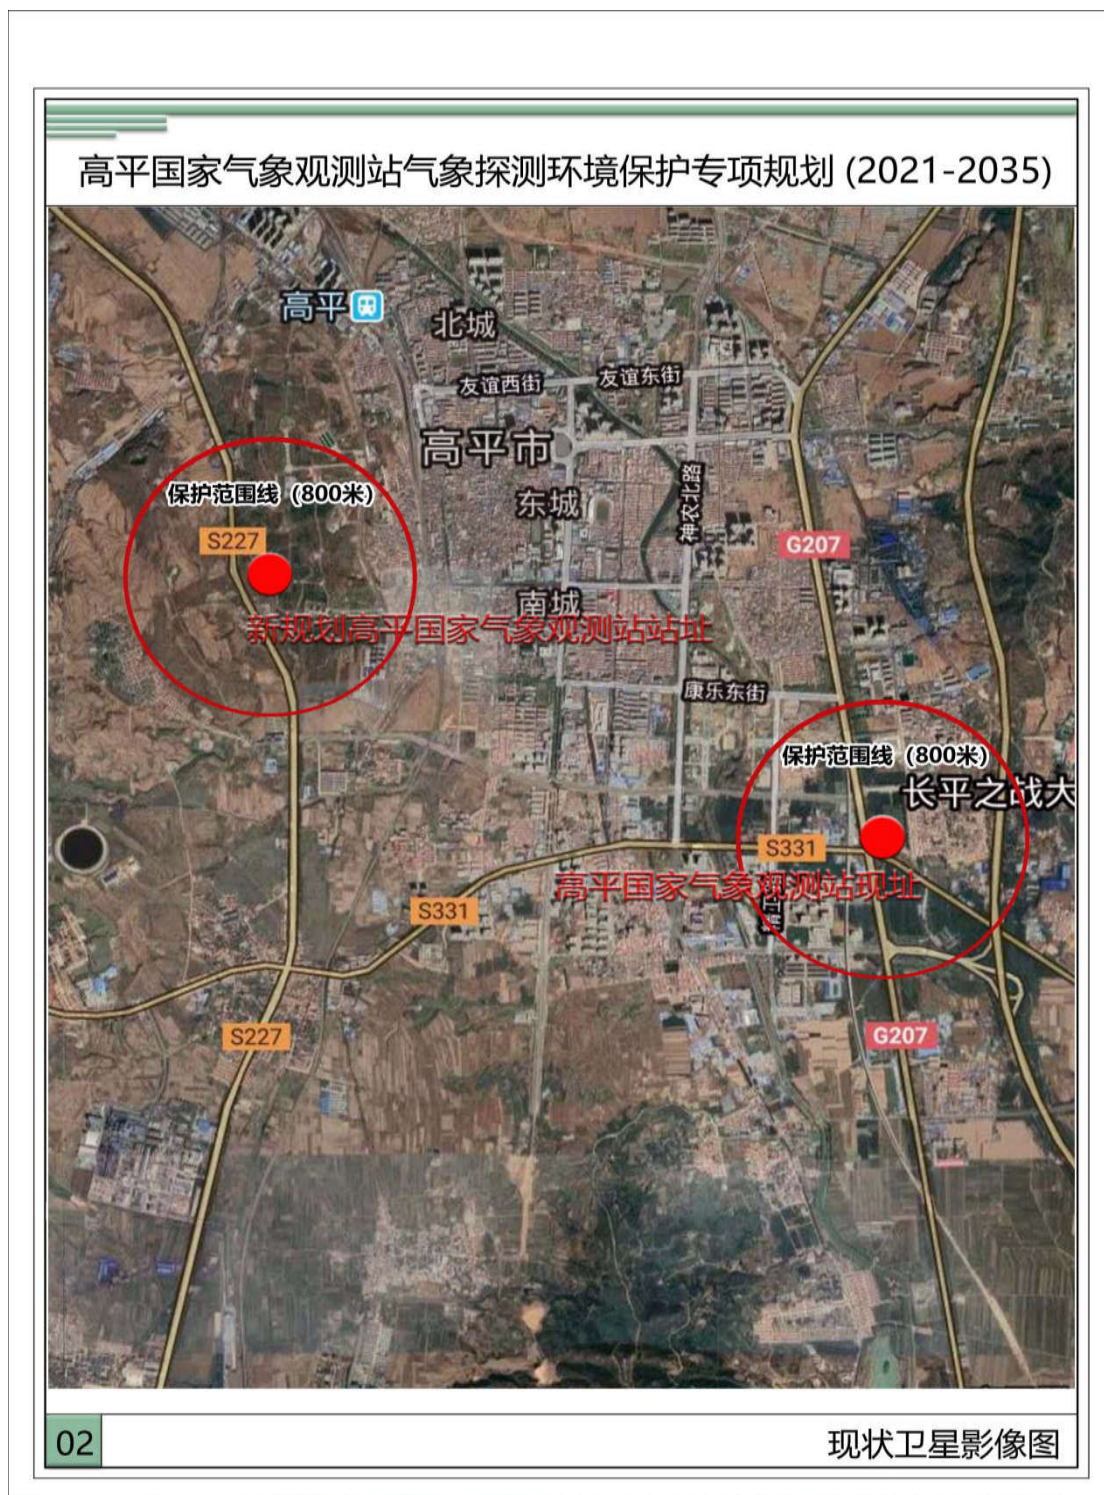 高平国家气象观测站气象探测环境保护专项规划 (2021-2035)
高平
北城
友谊西街
友谊东街
高平市
保护范围线（800米）
东城
神农北路
S227
G207
南城
新规划高平国家气象观测站站址
康乐东街
保护范围线（800米）
长平之战大
S331
高平国家气象观测站现址
S331
S227
G207
02
现状卫星影像图